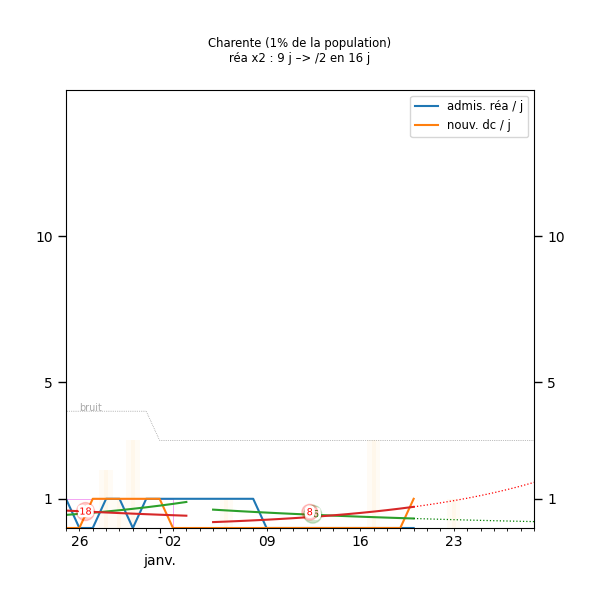 Charente (1% de la population)
réa x2 : 9 j –> /2 en 16 j
admis. réa / j
nouv. dc / j
10 10
5 5
bruit
1 1
18
8
26 02 09 16 23
janv.